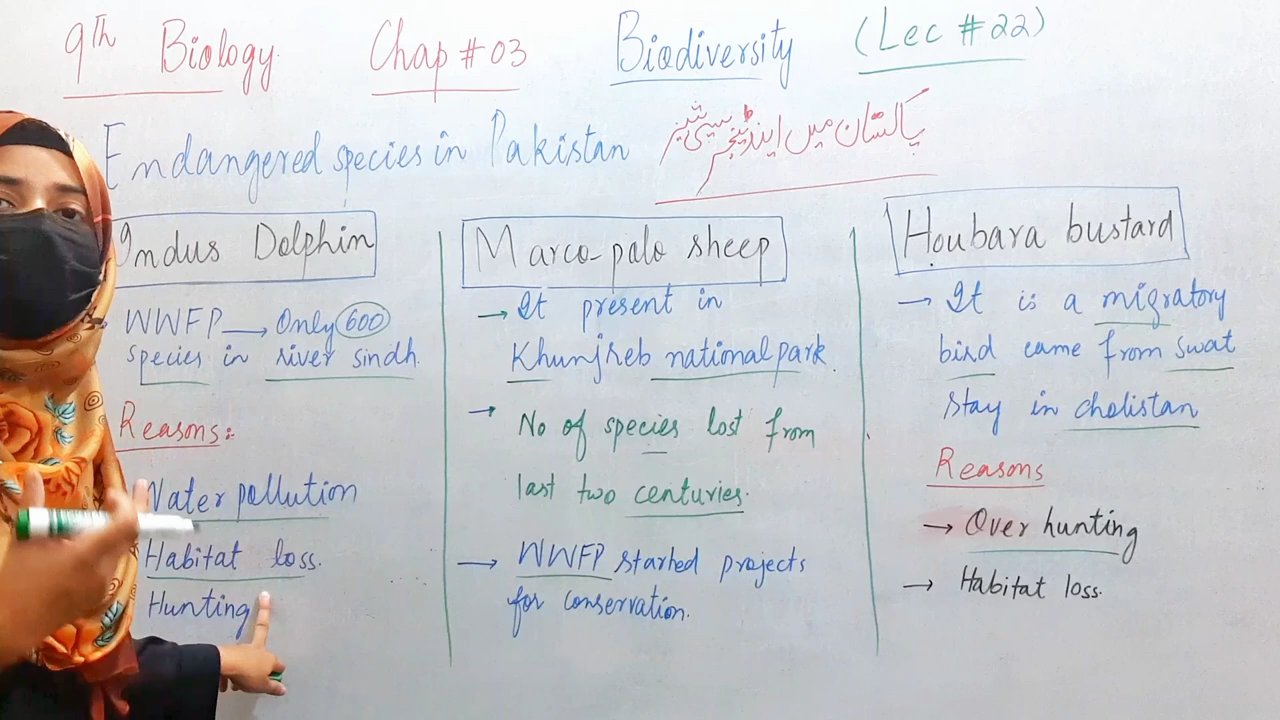 9th Biology. Chap # 03 Biodiversity (Lec # 22)
Endangered species in Pakistan پاکستان میں اینڈینجر سپی شیز
Indus Dolphin
WWFP → Only 600
species in river sindh.
Reasons:-
Water pollution
Habitat loss.
Hunting
Marco-polo sheep
→ It present in
Khunjreb national park.
→ No of species lost from
last two centuries.
→ WWFP started projects
for conservation.
Houbara bustard
→ It is a migratory
bird came from swat
stay in cholistan
Reasons
→ Over hunting
→ Habitat loss.